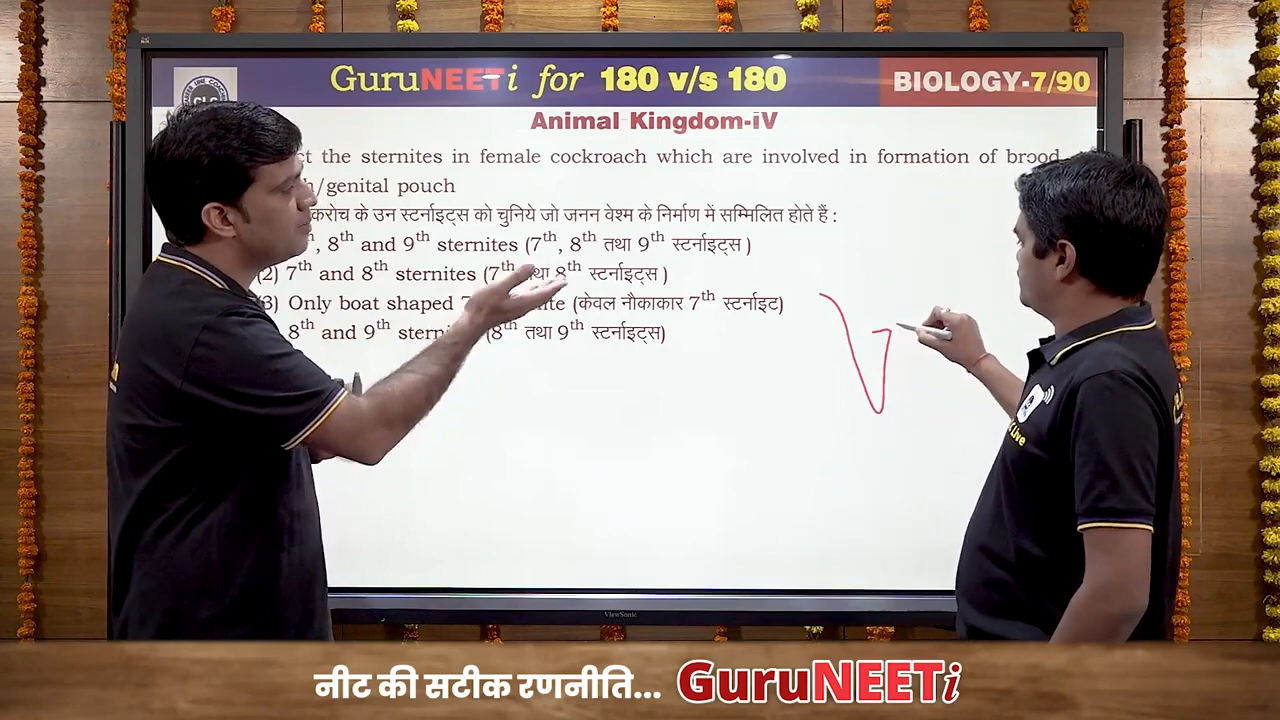 GuruNEETi for 180 v/s 180
BIOLOGY-7/90
Animal Kingdom-iV
the sternites in female cockroach which are involved in formation of brood
/genital pouch
के उन स्टर्नाइट्स को चुनिये जो जनन वेश्म के निर्माण में सम्मिलित होते हैं :
, 8th and 9th sternites (7th, 8th तथा 9th स्टर्नाइट्स )
(2) 7th and 8th sternites (7th तथा 8th स्टर्नाइट्स )
(3) Only boat shaped (केवल नौकाकार 7th स्टर्नाइट)
8th and 9th (8th तथा 9th स्टर्नाइट्स)
Live
ViewSonic
नीट की सटीक रणनीति... GuruNEETi